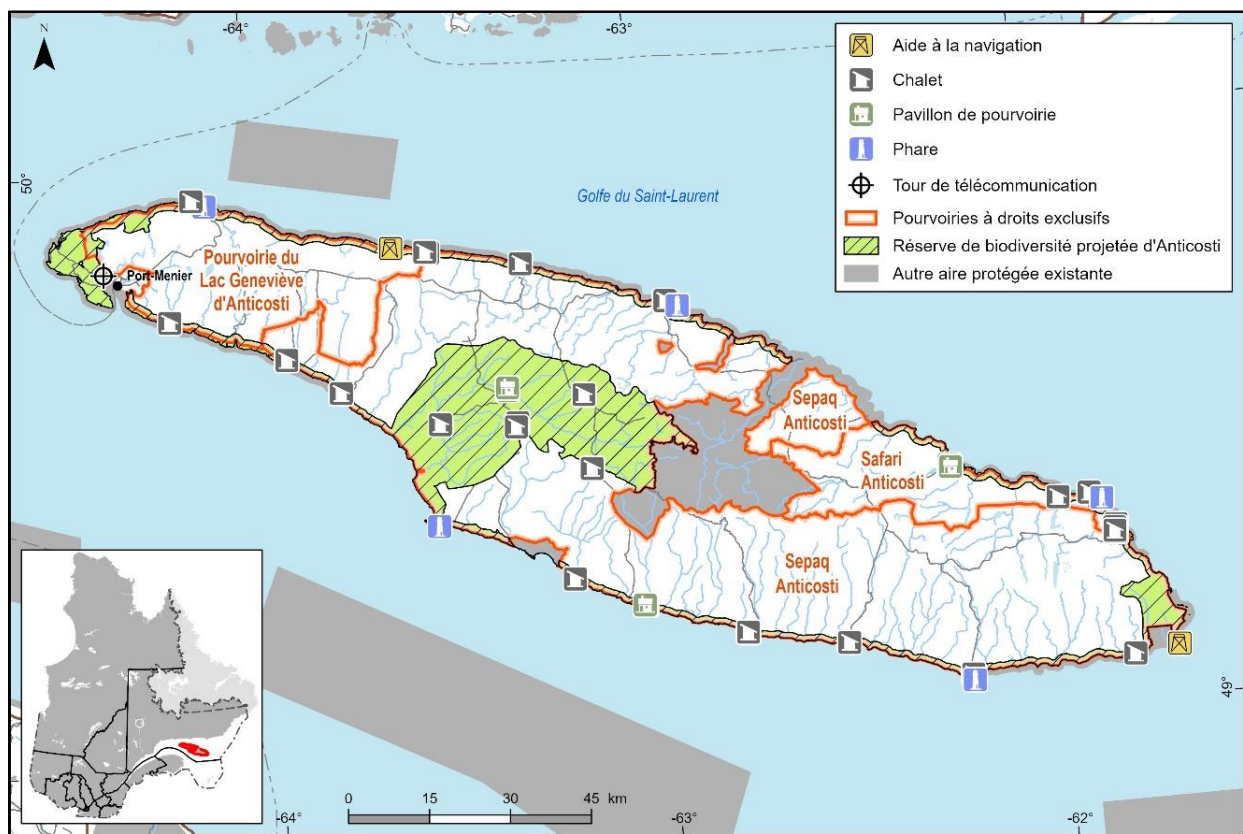 -64°
-63°
N
Aide à la navigation
Chalet
Pavillon de pourvoirie
Phare
Tour de télécommunication
Pourvoiries à droits exclusifs
Réserve de biodiversité projetée d'Anticosti
Autre aire protégée existante
50°
Golfe du Saint-Laurent
Port-Menier
Pourvoirie du
Lac Geneviève
d'Anticosti
Sepaq
Anticosti
Safari
Anticosti
Sepaq
Anticosti
49°
0 15 30 45 km
-64°
-63°
-62°